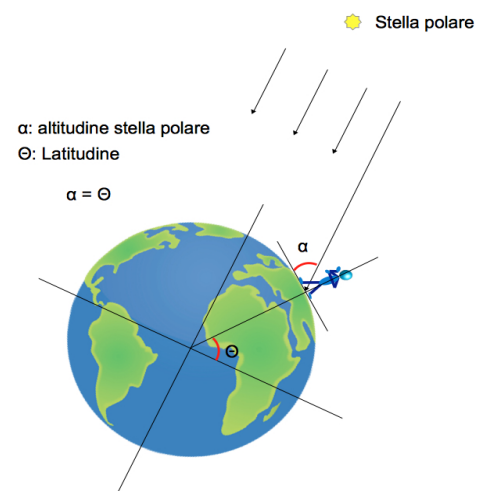 Stella polare
α: altitudine stella polare
Θ: Latitudine
α = Θ
α
Θ